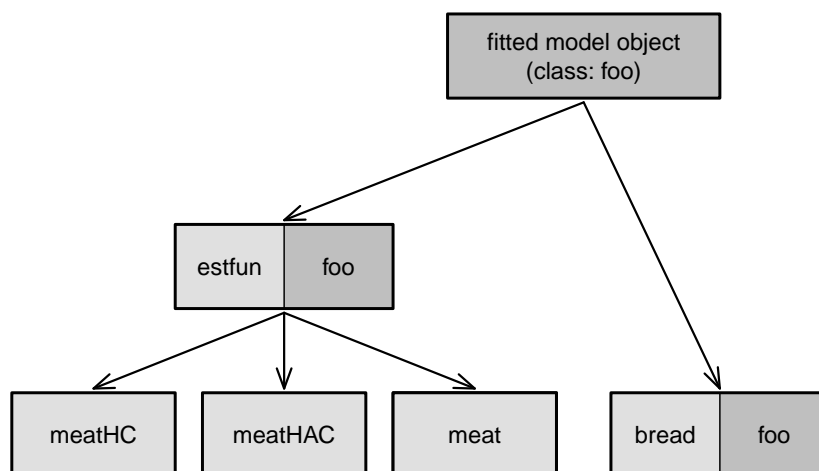 fitted model object
(class: foo)
estfun foo
meatHC meatHAC meat bread foo